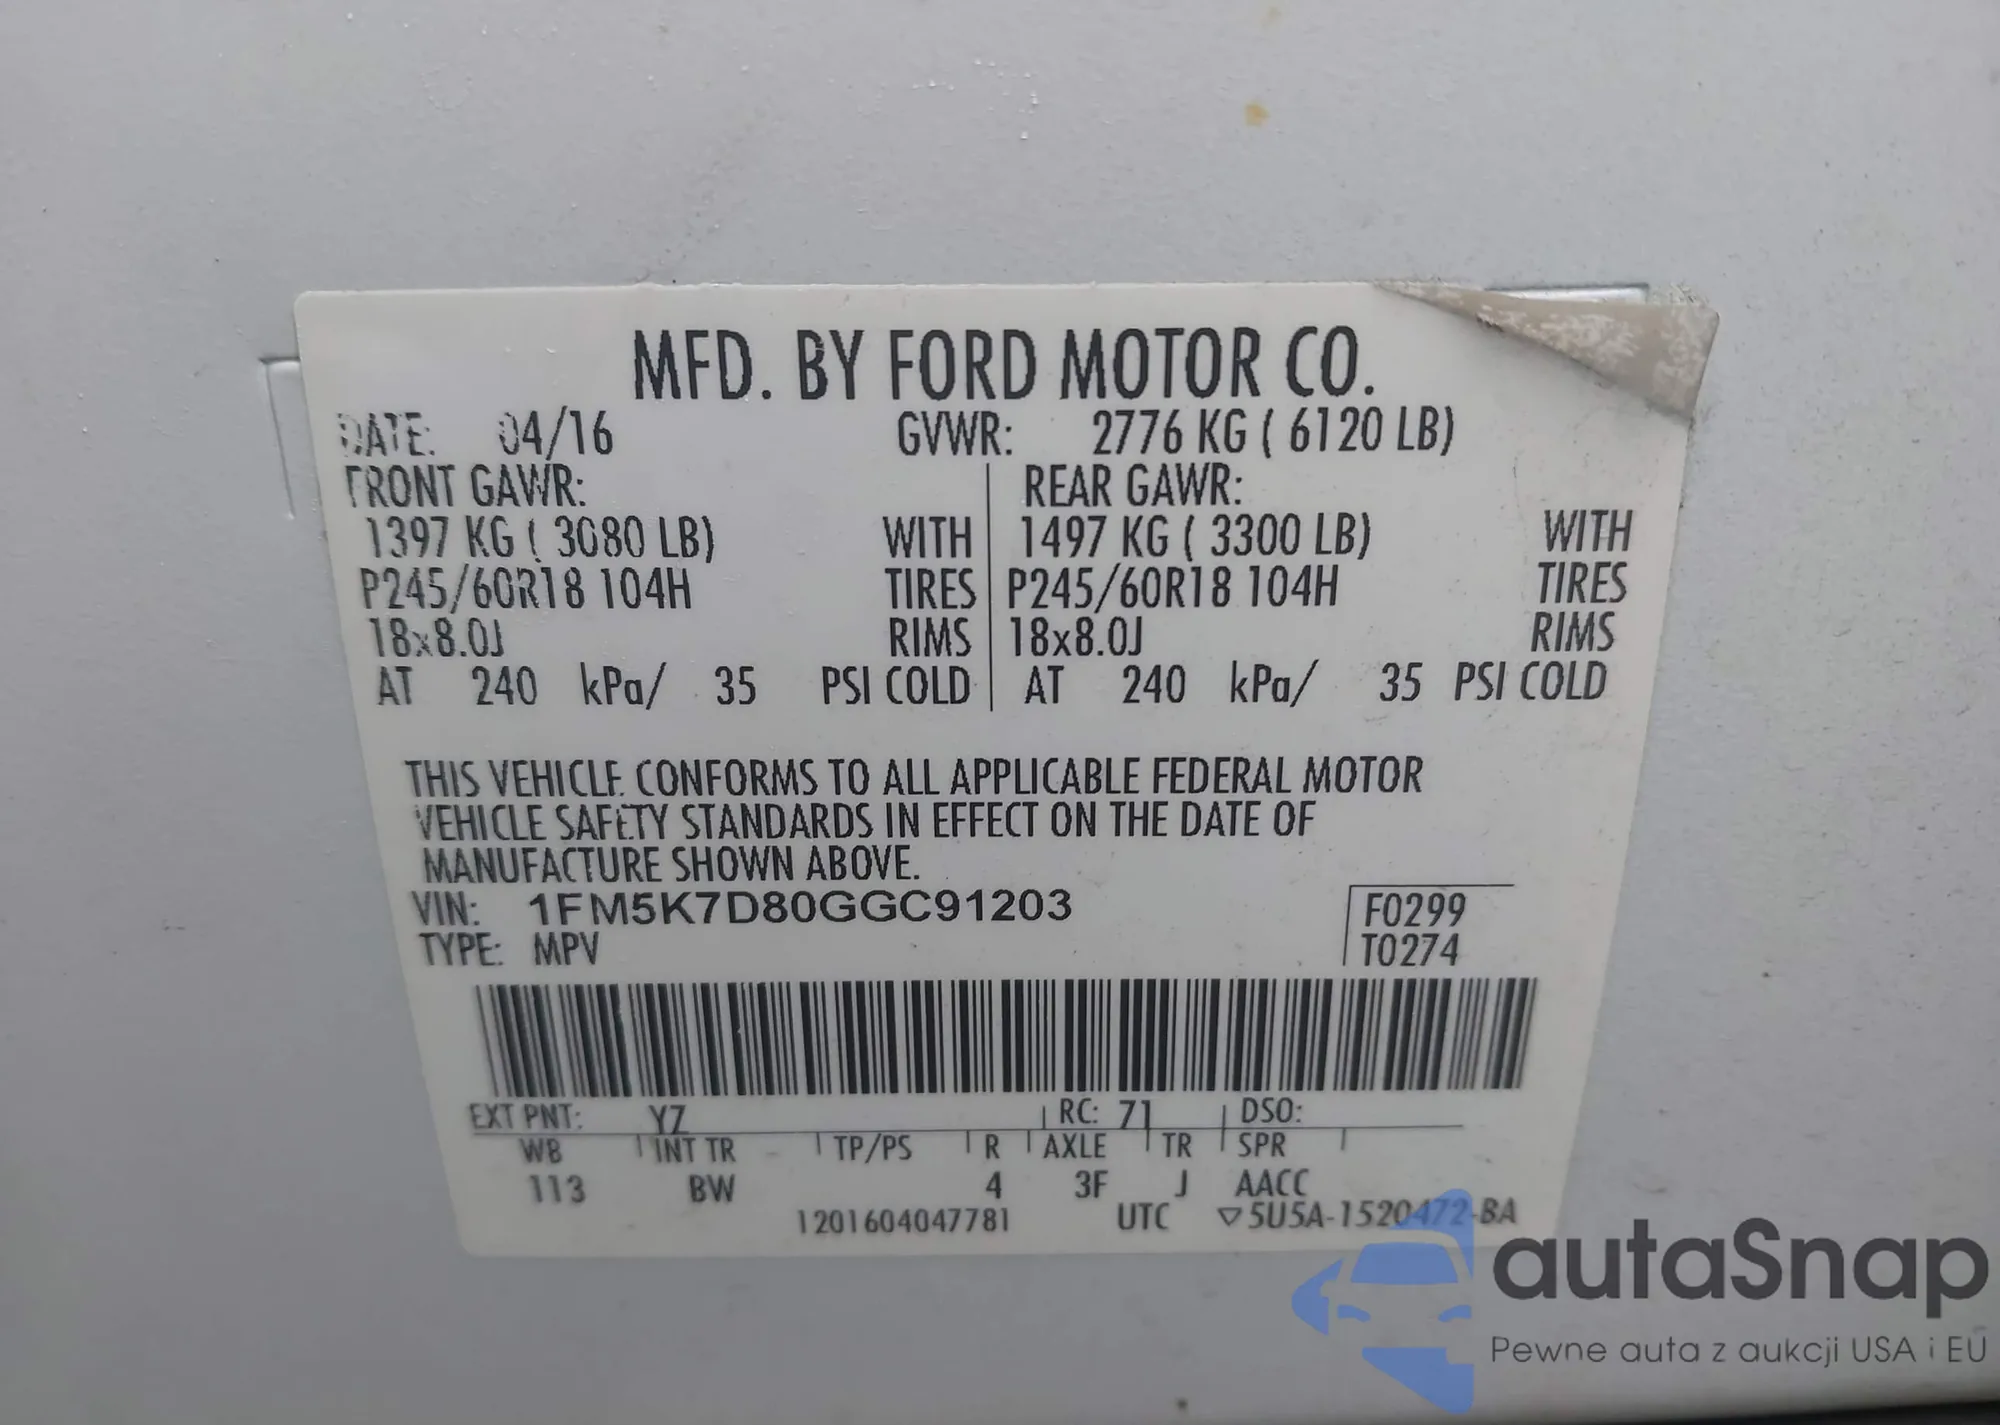 MFD. BY FORD MOTOR CO.
DATE: 04/16 GVWR: 2776 KG ( 6120 LB)
FRONT GAWR: REAR GAWR:
1397 KG ( 3080 LB) WITH 1497 KG ( 3300 LB) WITH
P245/60R18 104H TIRES P245/60R18 104H TIRES
18x8.0J RIMS 18x8.0J RIMS
AT 240 kPa/ 35 PSI COLD AT 240 kPa/ 35 PSI COLD
THIS VEHICLE CONFORMS TO ALL APPLICABLE FEDERAL MOTOR
VEHICLE SAFETY STANDARDS IN EFFECT ON THE DATE OF
MANUFACTURE SHOWN ABOVE.
VIN: 1FM5K7D80GGC91203 F0299
TYPE: MPV T0274
EXT PNT: YZ RC: 71 DSO:
WB INT TR TP/PS R AXLE TR SPR
113 BW 4 3F J AACC
1201604047781 UTC ▽5U5A-1520472-BA
autaSnap
Pewne auta z aukcji USA i EU